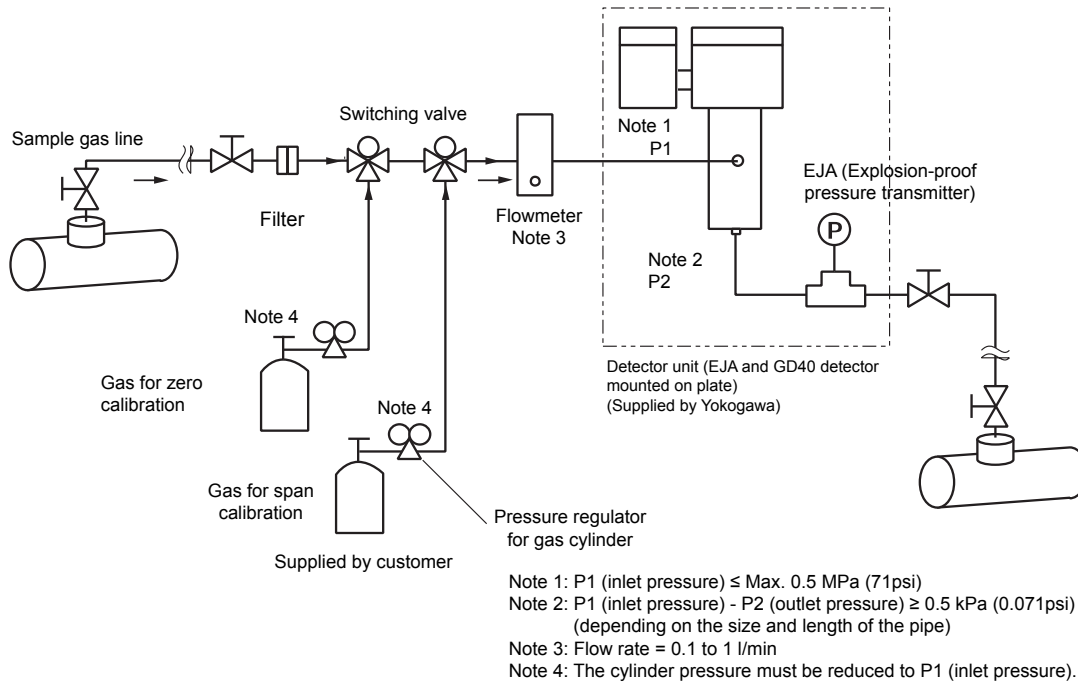 Sample gas line
Switching valve
Filter
Flowmeter
Note 3
Note 1
P1
Note 2
P2
EJA (Explosion-proof
pressure transmitter)
P
Note 4
Gas for zero
calibration
Note 4
Gas for span
calibration
Supplied by customer
Pressure regulator
for gas cylinder
Detector unit (EJA and GD40 detector
mounted on plate)
(Supplied by Yokogawa)
Note 1: P1 (inlet pressure) ≤ Max. 0.5 MPa (71psi)
Note 2: P1 (inlet pressure) - P2 (outlet pressure) ≥ 0.5 kPa (0.071psi)
(depending on the size and length of the pipe)
Note 3: Flow rate = 0.1 to 1 l/min
Note 4: The cylinder pressure must be reduced to P1 (inlet pressure).